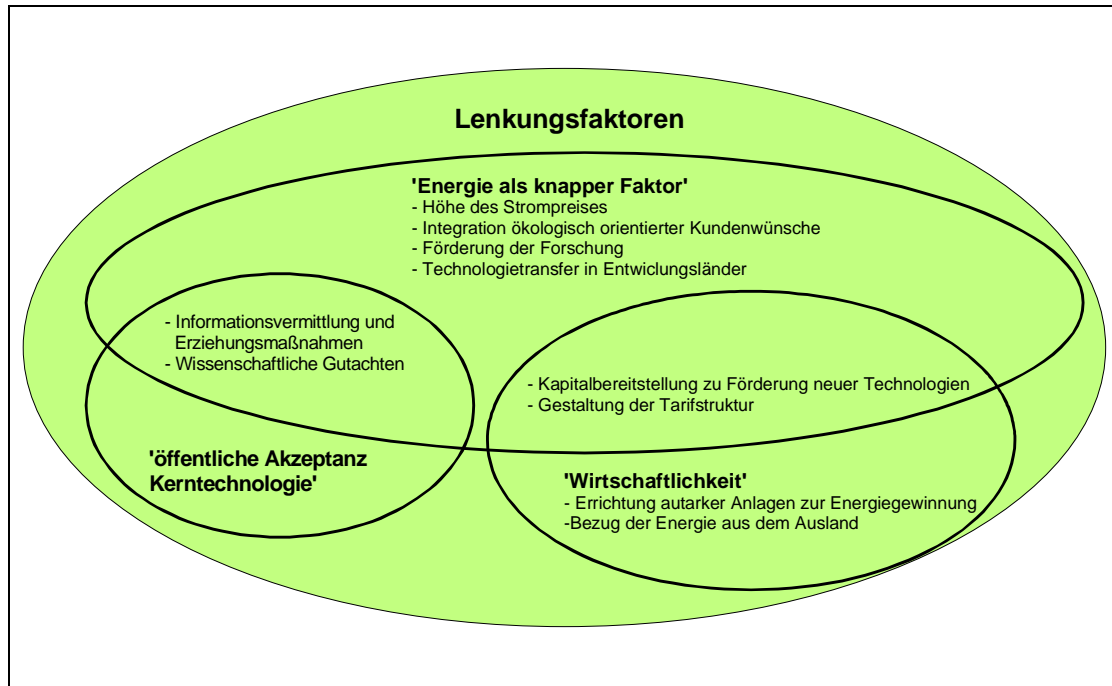 Lenkungsfaktoren
'Energie als knapper Faktor'
- Höhe des Strompreises
- Integration ökologisch orientierter Kundenwünsche
- Förderung der Forschung
- Technologietransfer in Entwiclungsländer
- Informationsvermittlung und
Erziehungsmaßnahmen
- Wissenschaftliche Gutachten
- Kapitalbereitstellung zu Förderung neuer Technologien
- Gestaltung der Tarifstruktur
'öffentliche Akzeptanz
Kerntechnologie'
'Wirtschaftlichkeit'
- Errichtung autarker Anlagen zur Energiegewinnung
-Bezug der Energie aus dem Ausland